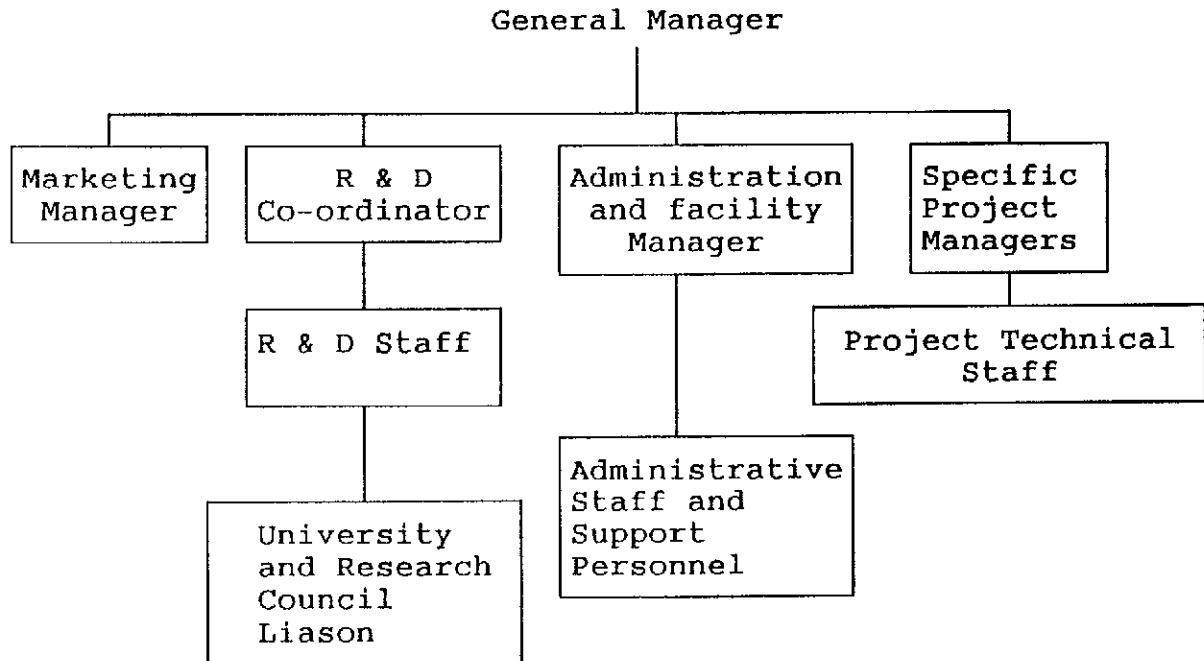 General Manager
Marketing
Manager
R & D
Co-ordinator
Administration
and facility
Manager
Specific
Project
Managers
R & D Staff
Project Technical
Staff
Administrative
Staff and
Support
Personnel
University
and Research
Council
Liason